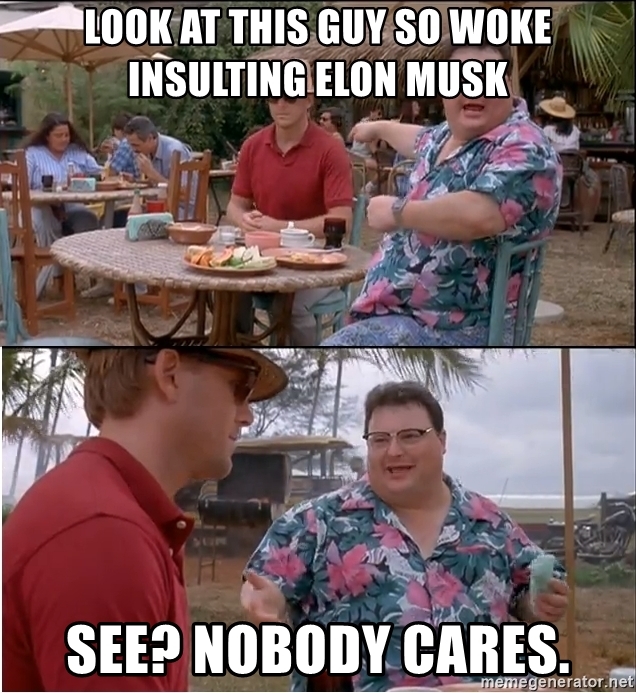 LOOK AT THIS GUY SO WOKE
INSULTING ELON MUSK
SEE? NOBODY CARES.
memegenerator.net